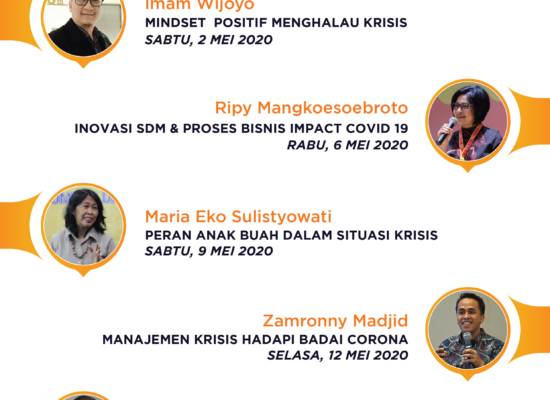 Imam Wijoyo
MINDSET POSITIF MENGHALAU KRISIS
SABTU, 2 MEI 2020
Ripy Mangkoesoebroto
INOVASI SDM & PROSES BISNIS IMPACT COVID 19
RABU, 6 MEI 2020
Maria Eko Sulistyowati
PERAN ANAK BUAH DALAM SITUASI KRISIS
SABTU, 9 MEI 2020
Zamronny Madjid
MANAJEMEN KRISIS HADAPI BADAI CORONA
SELASA, 12 MEI 2020